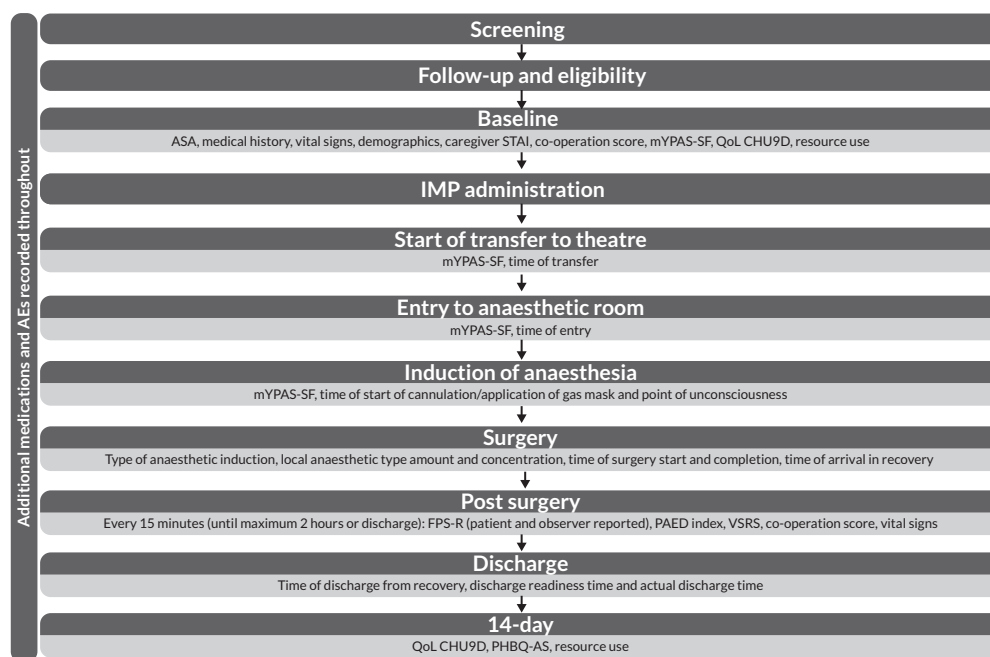 Additional medications and AEs recorded throughout
Screening
Follow-up and eligibility
Baseline
ASA, medical history, vital signs, demographics, caregiver STAI, co-operation score, mYPAS-SF, QoL CHU9D, resource use
IMP administration
Start of transfer to theatre
mYPAS-SF, time of transfer
Entry to anaesthetic room
mYPAS-SF, time of entry
Induction of anaesthesia
mYPAS-SF, time of start of cannulation/application of gas mask and point of unconsciousness
Surgery
Type of anaesthetic induction, local anaesthetic type amount and concentration, time of surgery start and completion, time of arrival in recovery
Post surgery
Every 15 minutes (until maximum 2 hours or discharge): FPS-R (patient and observer reported), PAED index, VSRS, co-operation score, vital signs
Discharge
Time of discharge from recovery, discharge readiness time and actual discharge time
14-day
QoL CHU9D, PHBQ-AS, resource use